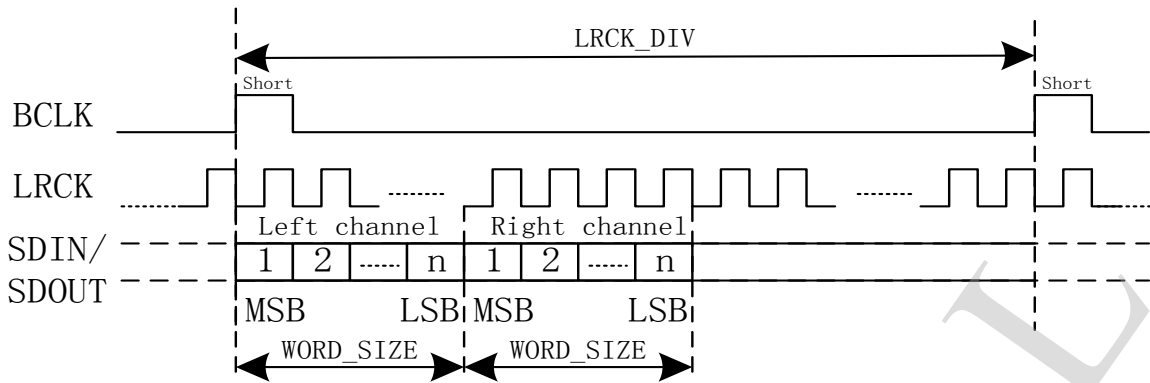 LRCK_DIV
Short Short
BCLK
LRCK
Left channel Right channel
SDIN/
SDOUT
1 2 ...... n 1 2 ...... n
MSB LSB MSB LSB
WORD_SIZE WORD_SIZE
L